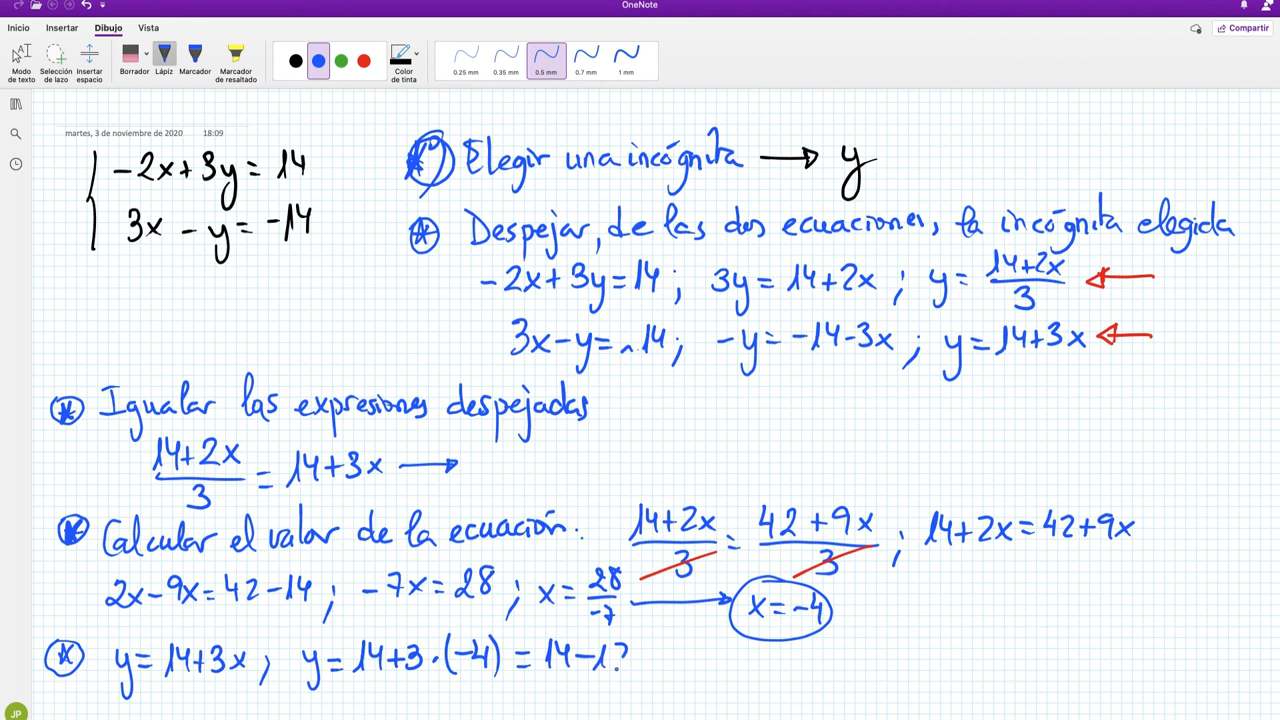 OneNote
Inicio Insertar Dibujo Vista
Compartir
Modo de texto
Selección de lazo
Insertar espacio
Borrador
Lápiz
Marcador
Marcador de resaltado
Color de tinta
0.25 mm 0.35 mm 0.5 mm 0.7 mm 1 mm
martes, 3 de noviembre de 2020 18:09
-2x+3y=14
3x-y=-14
Elegir una incógnita → y
* Despejar, de las dos ecuaciones, la incógnita elegida
-2x+3y=14; 3y=14+2x; y=(14+2x)/3 ←
3x-y=-14; -y=-14-3x; y=14+3x ←
* Igualar las expresiones despejadas
(14+2x)/3 = 14+3x →
* Calcular el valor de la ecuación: (14+2x)/3 = (42+9x)/3; 14+2x=42+9x
2x-9x=42-14; -7x=28; x=28/-7 → x=-4
* y=14+3x; y=14+3·(-4)=14-1?
JP